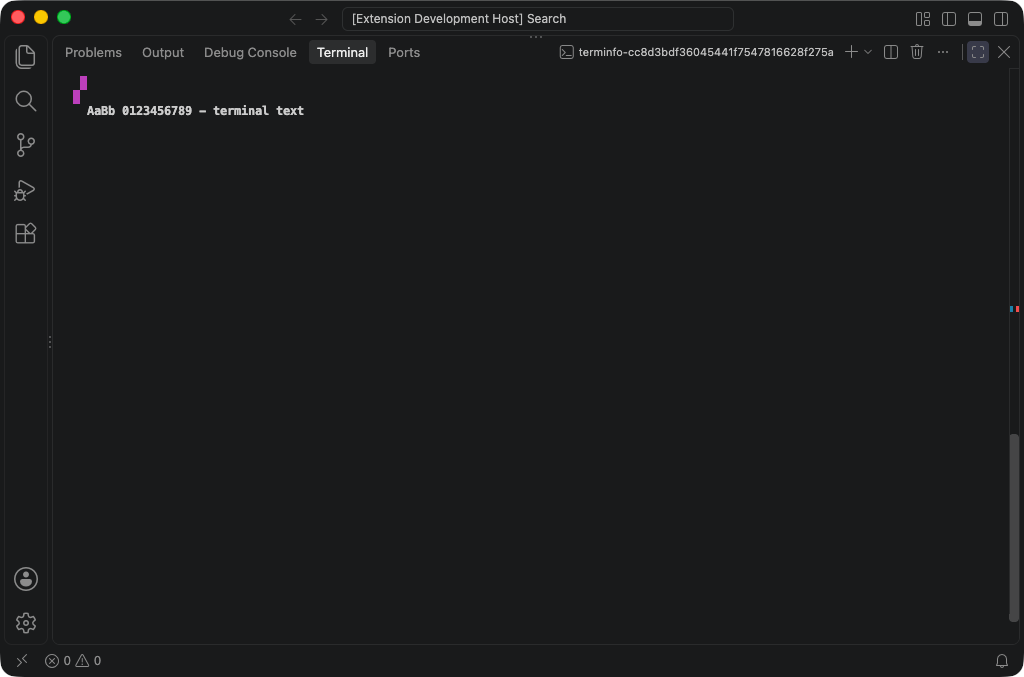 [Extension Development Host] Search
Problems Output Debug Console Terminal Ports
terminfo-cc8d3bdf36045441f7547816628f275a
AaBb 0123456789 — terminal text
0 0